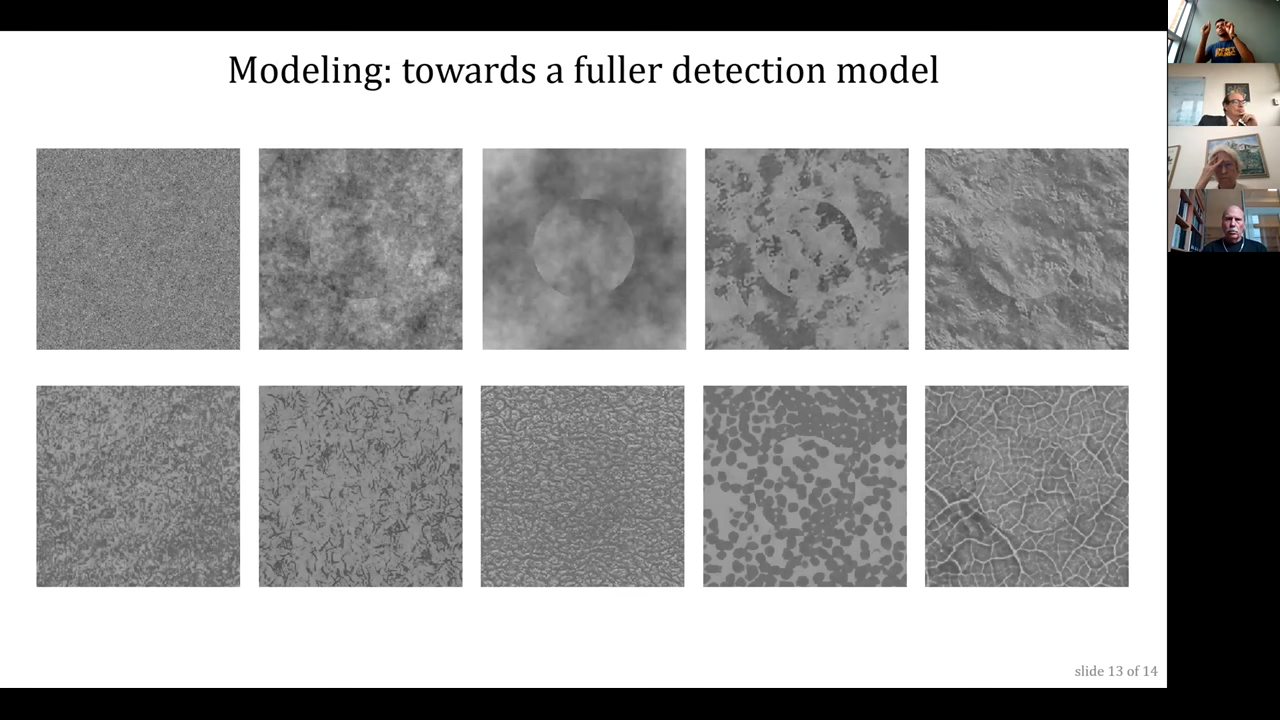 Modeling: towards a fuller detection model
slide 13 of 14